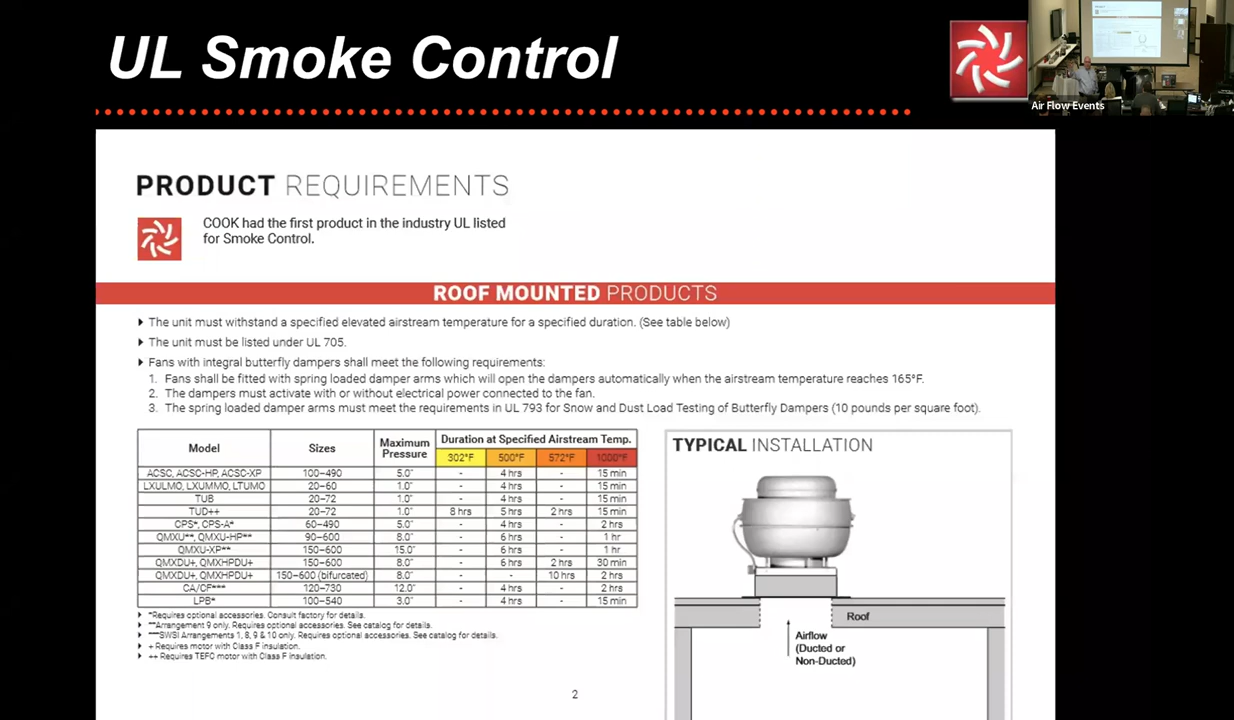 UL Smoke Control
Air Flow Events
PRODUCT REQUIREMENTS
COOK had the first product in the industry UL listed
for Smoke Control.
ROOF MOUNTED PRODUCTS
The unit must withstand a specified elevated airstream temperature for a specified duration. (See table below)
The unit must be listed under UL 705.
Fans with integral butterfly dampers shall meet the following requirements:
1. Fans shall be fitted with spring loaded damper arms which will open the dampers automatically when the airstream temperature reaches 165°F.
2. The dampers must activate with or without electrical power connected to the fan.
3. The spring loaded damper arms must meet the requirements in UL 793 for Snow and Dust Load Testing of Butterfly Dampers (10 pounds per square foot).
Model Sizes Maximum Pressure Duration at Specified Airstream Temp.
302°F 500°F 572°F 1000°F
ACSC, ACSC-HP, ACSC-XP 100–490 5.0" - 4 hrs - 15 min
LXULMO, LXUMMO, LTUMO 20–60 1.0" - 4 hrs - 15 min
TUB 20–72 1.0" - 4 hrs - 15 min
TUD++ 20–72 1.0" 8 hrs 5 hrs 2 hrs 15 min
CPS*, CPS-A* 60–490 5.0" - 4 hrs - 2 hrs
QMXU**, QMXU-HP** 90–600 8.0" - 6 hrs - 1 hr
QMXU-XP** 150–600 15.0" - 6 hrs - 1 hr
QMXDU+, QMXHPDU+ 150–600 8.0" - 6 hrs 2 hrs 30 min
QMXDU+, QMXHPDU+ 150–600 (bifurcated) 8.0" - - 10 hrs 2 hrs
CA/CF*** 120–730 12.0" - 4 hrs - 2 hrs
LPB* 100–540 3.0" - 4 hrs - 15 min
*Requires optional accessories. Consult factory for details.
**Arrangement 9 only. Requires optional accessories. See catalog for details.
***SWSI Arrangements 1, 8, 9 & 10 only. Requires optional accessories. See catalog for details.
+ Requires motor with Class F insulation.
++ Requires TEFC motor with Class F insulation.
TYPICAL INSTALLATION
Roof
Airflow
(Ducted or
Non-Ducted)
2